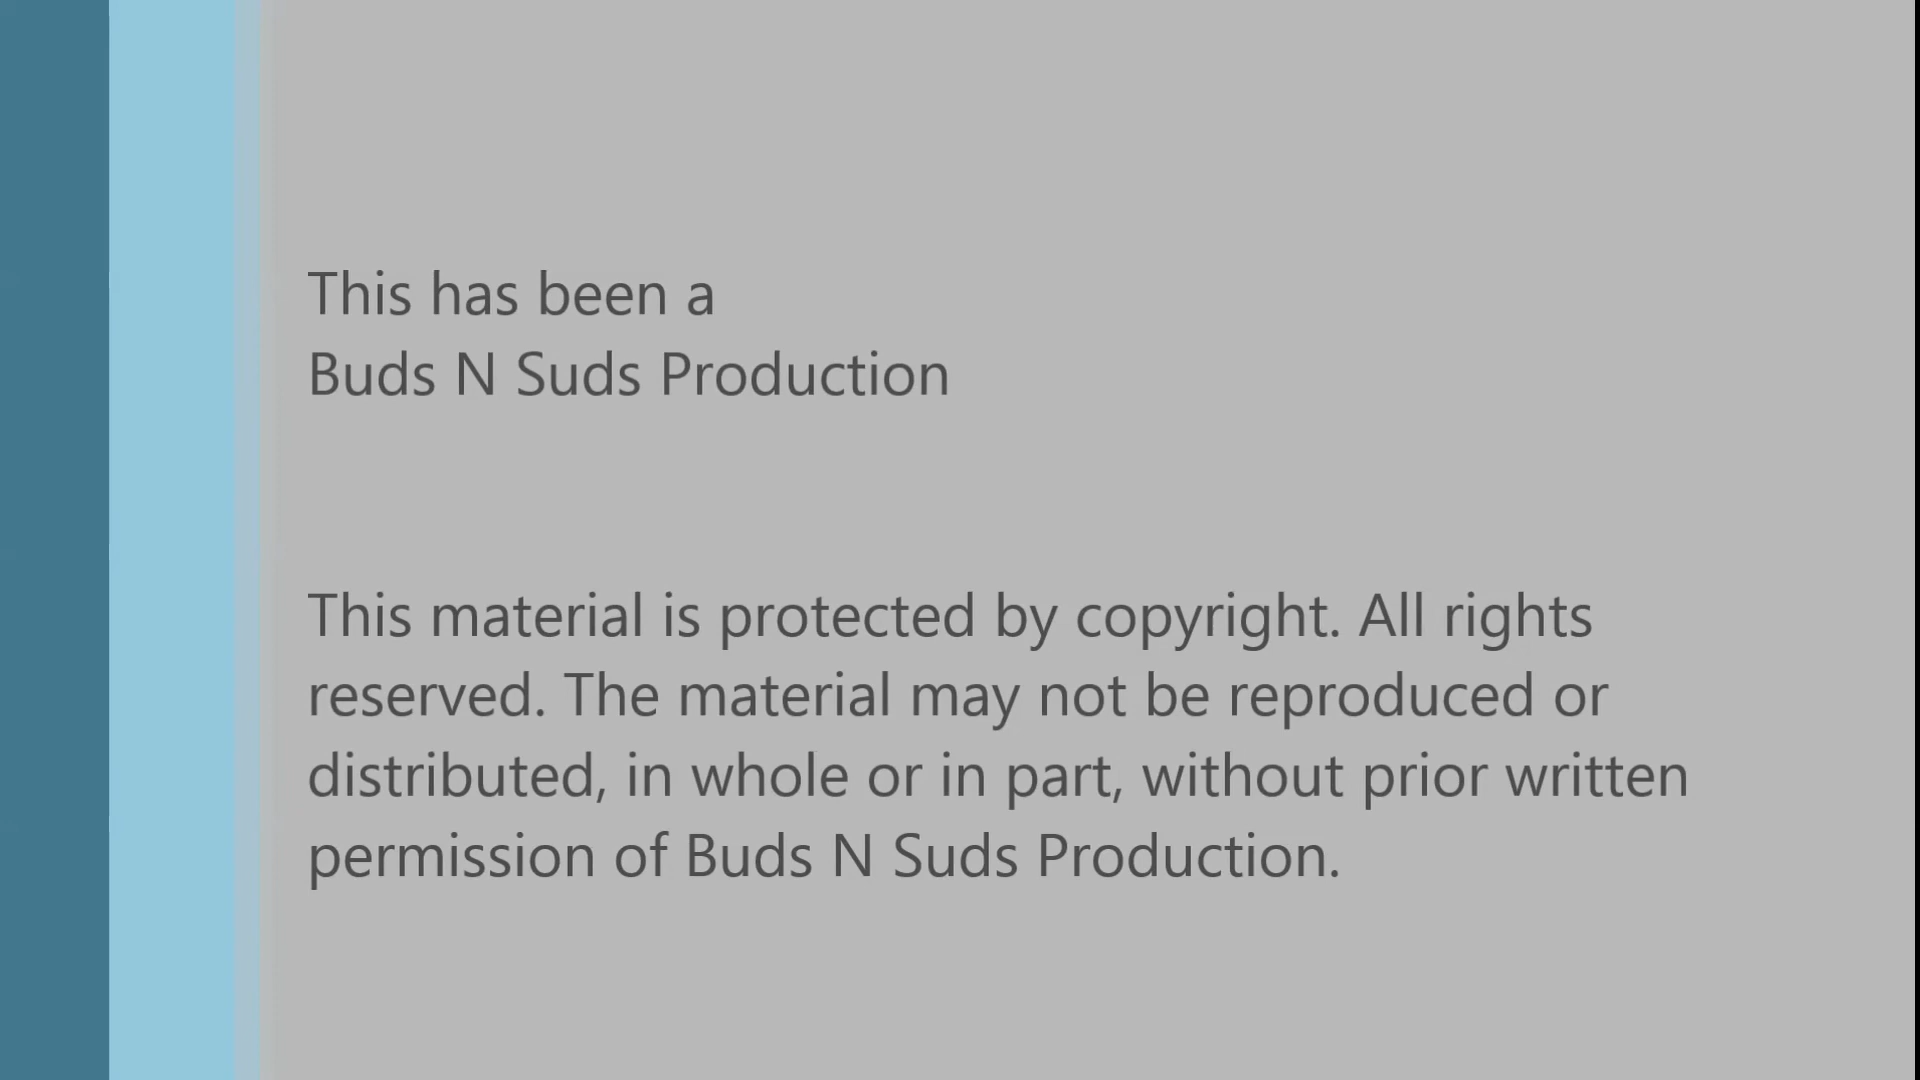 This has been a
Buds N Suds Production
This material is protected by copyright. All rights
reserved. The material may not be reproduced or
distributed, in whole or in part, without prior written
permission of Buds N Suds Production.